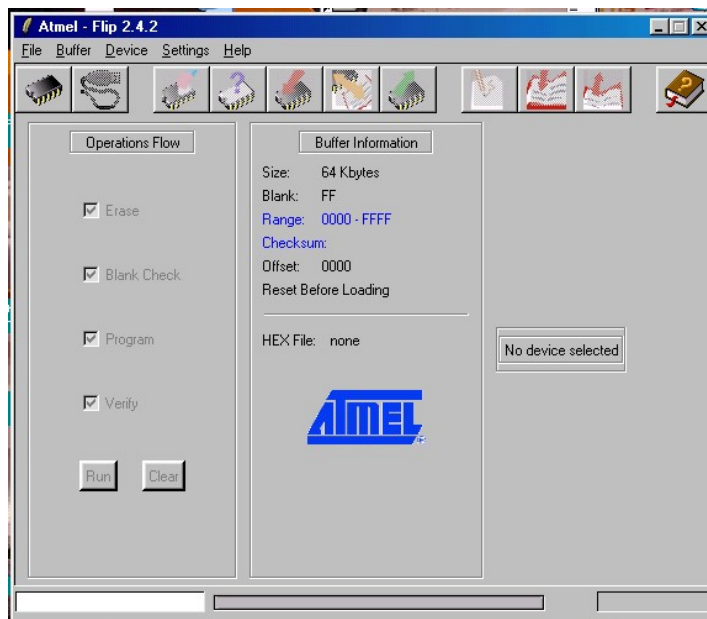 Atmel - Flip 2.4.2
File Buffer Device Settings Help
Operations Flow
Erase
Blank Check
Program
Verify
Run Clear
Buffer Information
Size: 64 Kbytes
Blank: FF
Range: 0000 - FFFF
Checksum:
Offset: 0000
Reset Before Loading
HEX File: none
ATMEL
No device selected